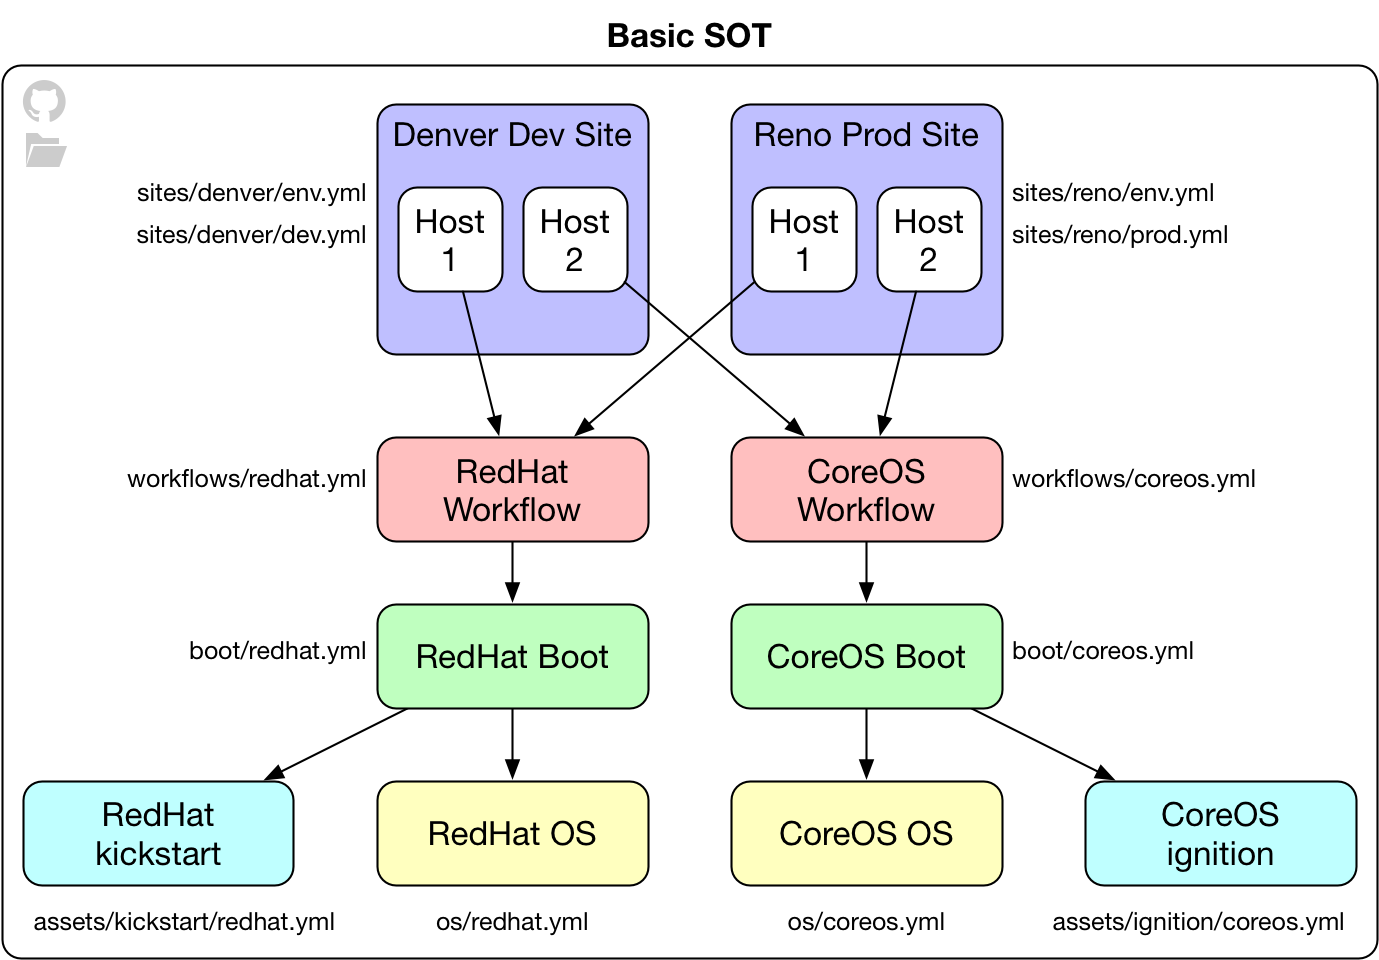 Basic SOT
Denver Dev Site
Reno Prod Site
sites/denver/env.yml
sites/denver/dev.yml
Host
1
Host
2
Host
1
Host
2
sites/reno/env.yml
sites/reno/prod.yml
workflows/redhat.yml
RedHat
Workflow
CoreOS
Workflow
workflows/coreos.yml
boot/redhat.yml
RedHat Boot
CoreOS Boot
boot/coreos.yml
RedHat
kickstart
RedHat OS
CoreOS OS
CoreOS
ignition
assets/kickstart/redhat.yml
os/redhat.yml
os/coreos.yml
assets/ignition/coreos.yml